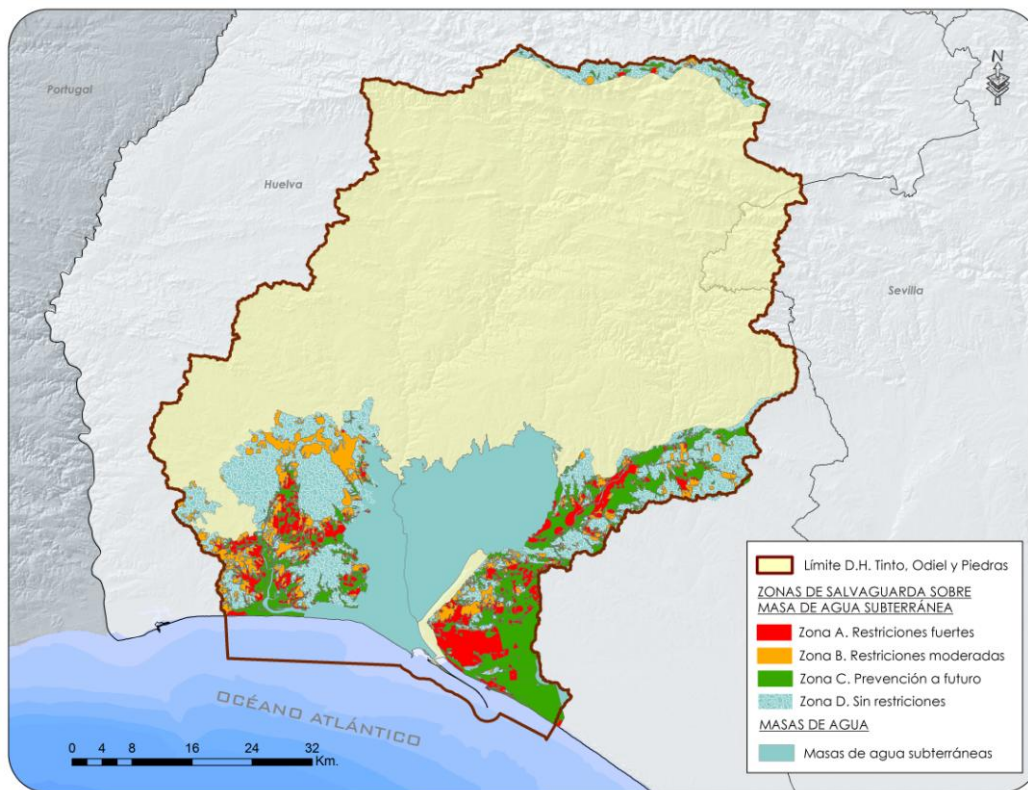 N
Portugal
Huelva
Sevilla
OCÉANO ATLÁNTICO
0 4 8 16 24 32
Km.
Límite D.H. Tinto, Odiel y Piedras
ZONAS DE SALVAGUARDA SOBRE
MASA DE AGUA SUBTERRÁNEA
Zona A. Restriciones fuertes
Zona B. Restriciones moderadas
Zona C. Prevención a futuro
Zona D. Sin restriciones
MASAS DE AGUA
Masas de agua subterráneas